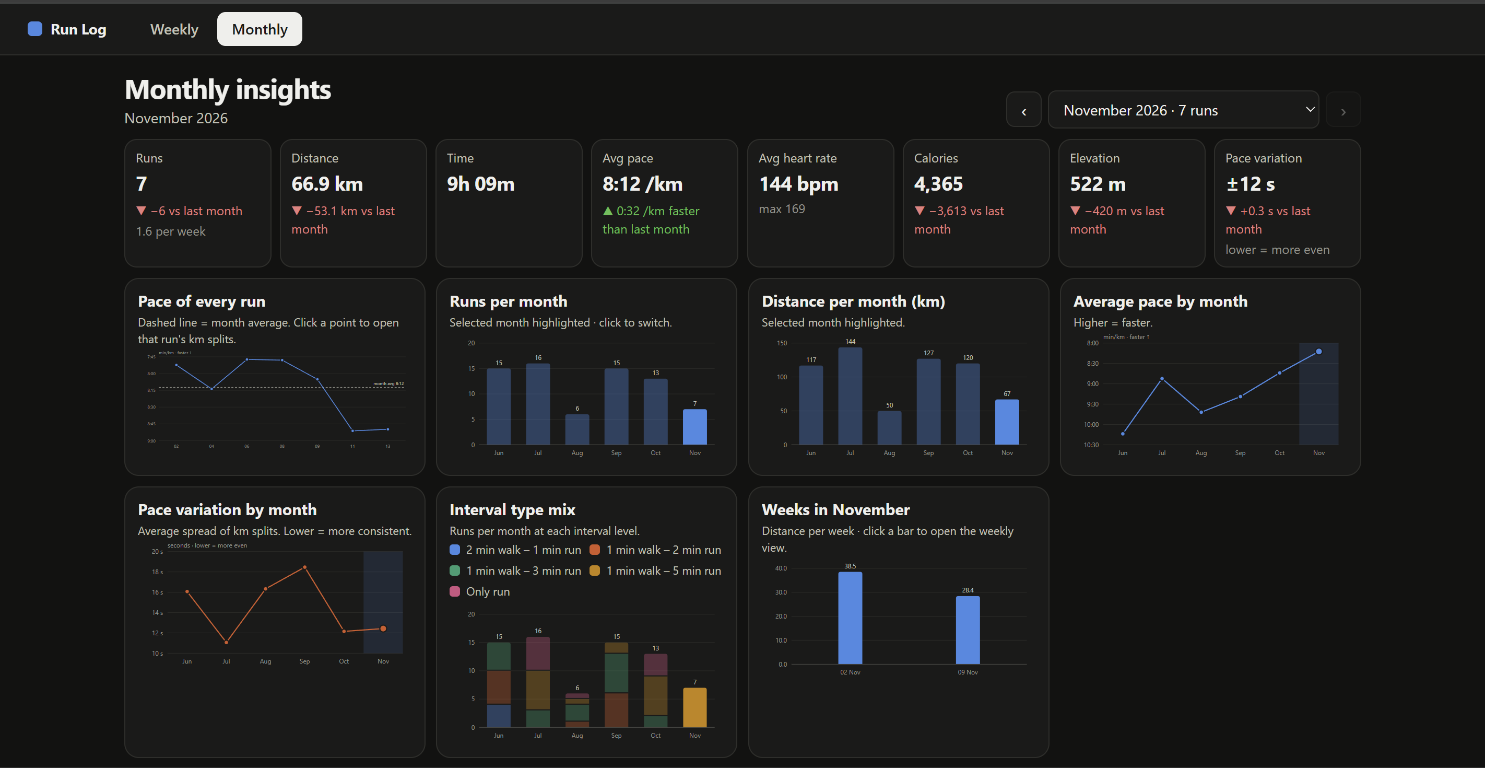 Run Log
Weekly
Monthly
Monthly insights
November 2026
‹
November 2026 · 7 runs
›
Runs
7
▼ −6 vs last month
1.6 per week
Distance
66.9 km
▼ −53.1 km vs last
month
Time
9h 09m
Avg pace
8:12 /km
▲ 0:32 /km faster
than last month
Avg heart rate
144 bpm
max 169
Calories
4,365
▼ −3,613 vs last
month
Elevation
522 m
▼ −420 m vs last
month
Pace variation
±12 s
▼ +0.3 s vs last
month
lower = more even
Pace of every run
Dashed line = month average. Click a point to open
that run's km splits.
month avg 8:12
Runs per month
Selected month highlighted · click to switch.
20
15
10
5
0
15
16
6
15
13
7
Jun
Jul
Aug
Sep
Oct
Nov
Distance per month (km)
Selected month highlighted.
150
100
50
0
117
144
50
127
120
67
Jun
Jul
Aug
Sep
Oct
Nov
Average pace by month
Higher = faster.
8:00
8:30
9:00
9:30
10:00
10:30
Jun
Jul
Aug
Sep
Oct
Nov
Pace variation by month
Average spread of km splits. Lower = more consistent.
seconds · lower = more even
20 s
18 s
16 s
14 s
12 s
10 s
Jun
Jul
Aug
Sep
Oct
Nov
Interval type mix
Runs per month at each interval level.
2 min walk – 1 min run
1 min walk – 2 min run
1 min walk – 3 min run
1 min walk – 5 min run
Only run
20
15
10
5
0
15
16
6
15
13
7
Jun
Jul
Aug
Sep
Oct
Nov
Weeks in November
Distance per week · click a bar to open the weekly
view.
40.0
30.0
20.0
10.0
0.0
38.5
28.4
02 Nov
09 Nov